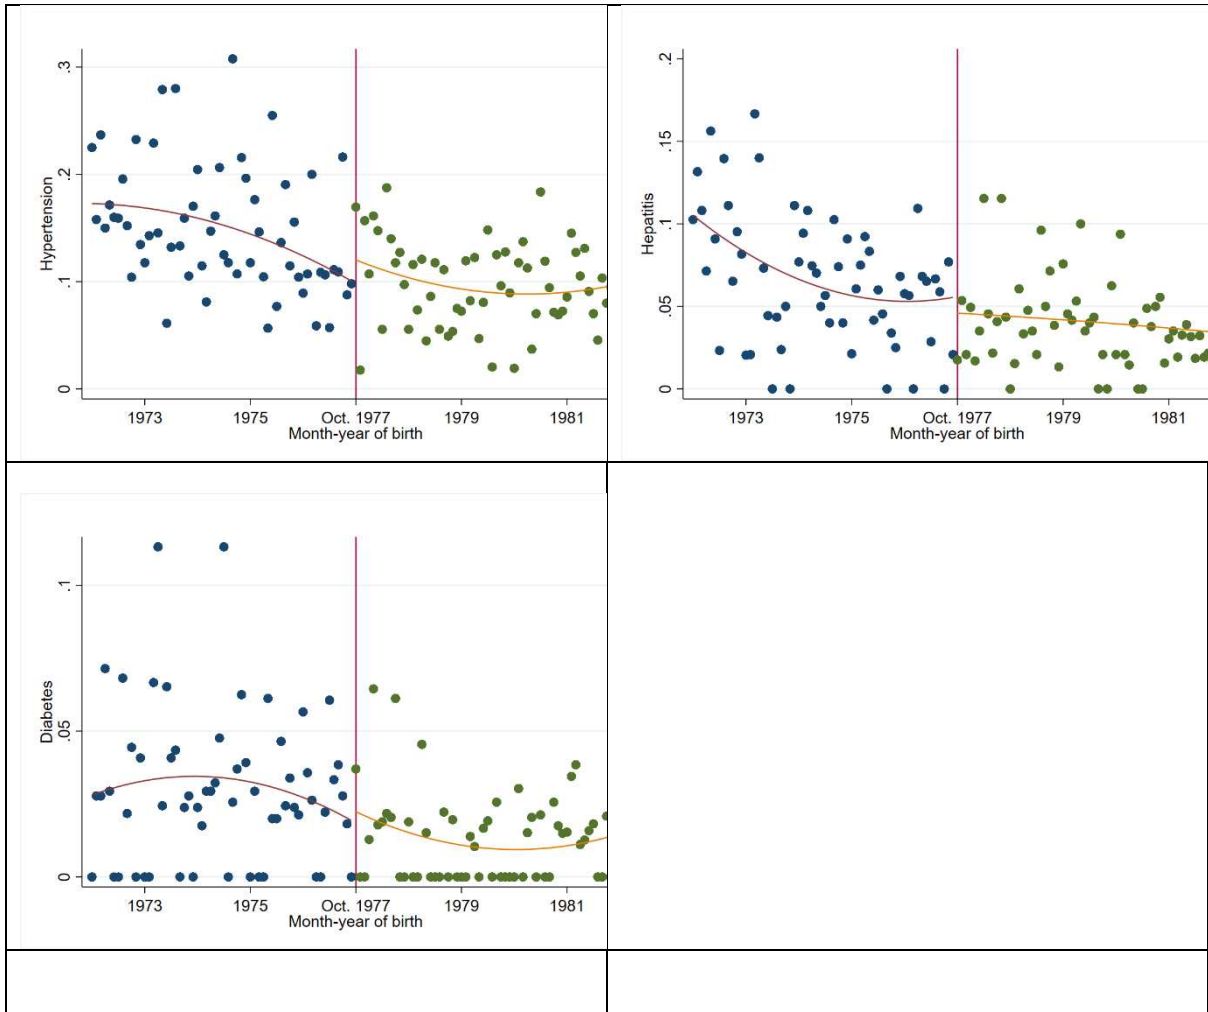 Hypertension
.3
.2
.1
0
1973 1975 Oct. 1977 1979 1981
Month-year of birth
Hepatitis
.2
.15
.1
.05
0
1973 1975 Oct. 1977 1979 1981
Month-year of birth
Diabetes
.1
.05
0
1973 1975 Oct. 1977 1979 1981
Month-year of birth